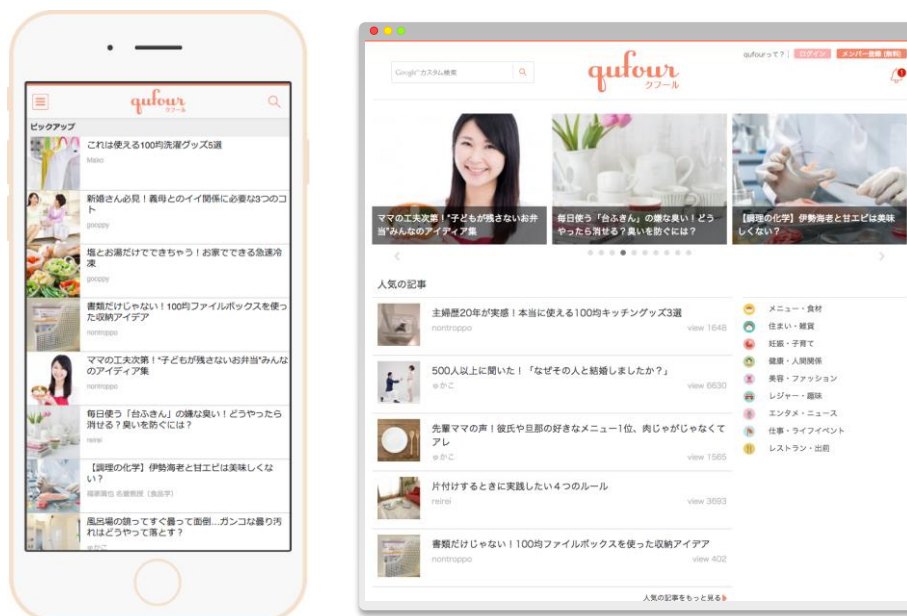 qufour
クフール
ピックアップ
これは使える100均洗濯グッズ5選
Mako
新婚さん必見！義母とのイイ関係に必要な3つのコ
ト
gooppy
塩とお湯だけでできちゃう！お家でできる急速冷
凍
gooppy
書類だけじゃない！100均ファイルボックスを使っ
た収納アイデア
nontroppo
ママの工夫次第！"子どもが残さないお弁当"みんな
のアイディア集
nontroppo
毎日使う「台ふきん」の嫌な臭い！どうやったら
消せる？臭いを防ぐには？
reirei
【調理の化学】伊勢海老と甘エビは美味しくな
い？
名誉教授（食品学）
風呂場の鏡ってすぐ曇って面倒...ガンコな曇り汚
れはどうやって落とす？
ゆかこ
Google カスタム検索
qufour
クフール
qufourって？
ログイン
メンバー登録 (無料)
ママの工夫次第！"子どもが残さないお弁
当"みんなのアイディア集
毎日使う「台ふきん」の嫌な臭い！どう
やったら消せる？臭いを防ぐには？
【調理の化学】伊勢海老と甘エビは美味
しくない？
人気の記事
主婦歴20年が実感！本当に使える100均キッチングッズ3選
nontroppo
view 1648
500人以上に聞いた！「なぜその人と結婚しましたか？」
ゆかこ
view 6630
先輩ママの声！彼氏や旦那の好きなメニュー1位、肉じゃがじゃなくて
アレ
ゆかこ
view 1565
片付けするときに実践したい４つのルール
reirei
view 3693
書類だけじゃない！100均ファイルボックスを使った収納アイデア
nontroppo
view 402
人気の記事をもっと見る
メニュー・食材
住まい・雑貨
妊娠・子育て
健康・人間関係
美容・ファッション
レジャー・趣味
エンタメ・ニュース
仕事・ライフイベント
レストラン・出前